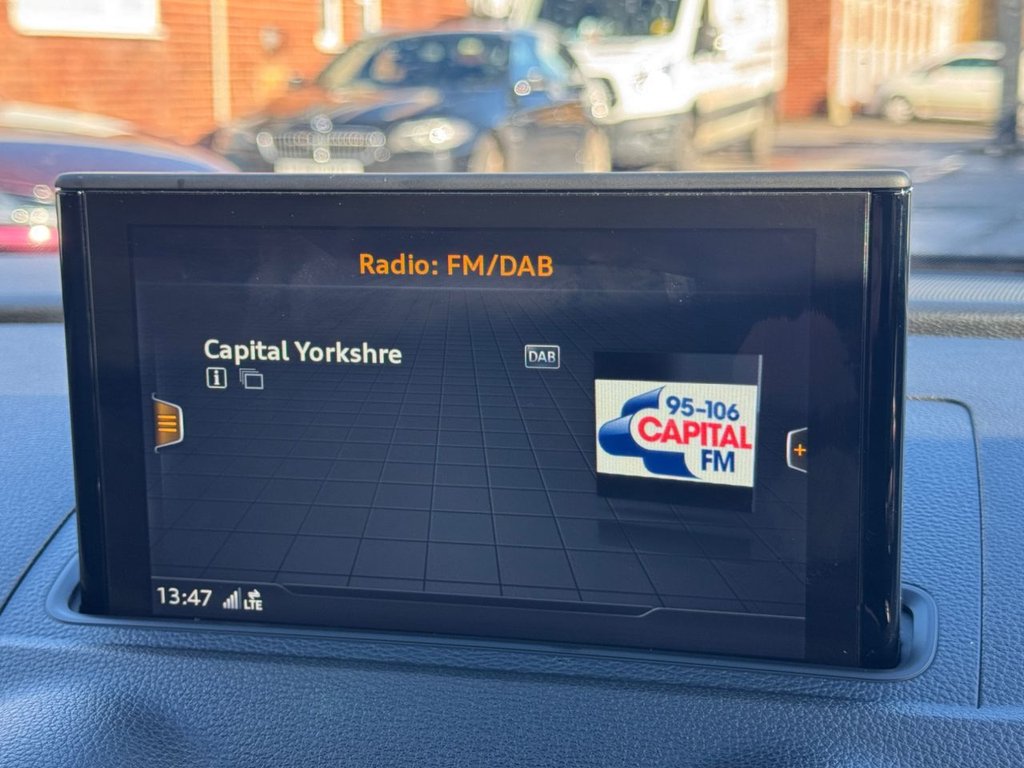 Radio: FM/DAB
Capital Yorkshre
DAB
i
95-106
CAPITAL
FM
+
13:47
LTE